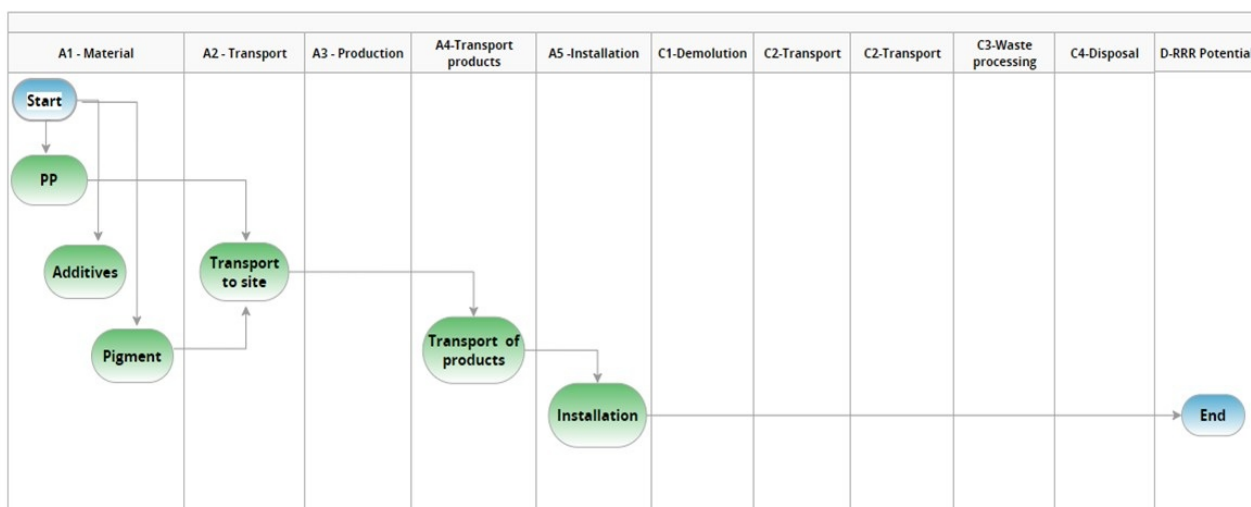 A1 - Material
A2 - Transport
A3 - Production
A4-Transport
products
A5 -Installation
C1-Demolution
C2-Transport
C2-Transport
C3-Waste
processing
C4-Disposal
D-RRR Potential
Start
PP
Additives
Transport
to site
Pigment
Transport of
products
Installation
End